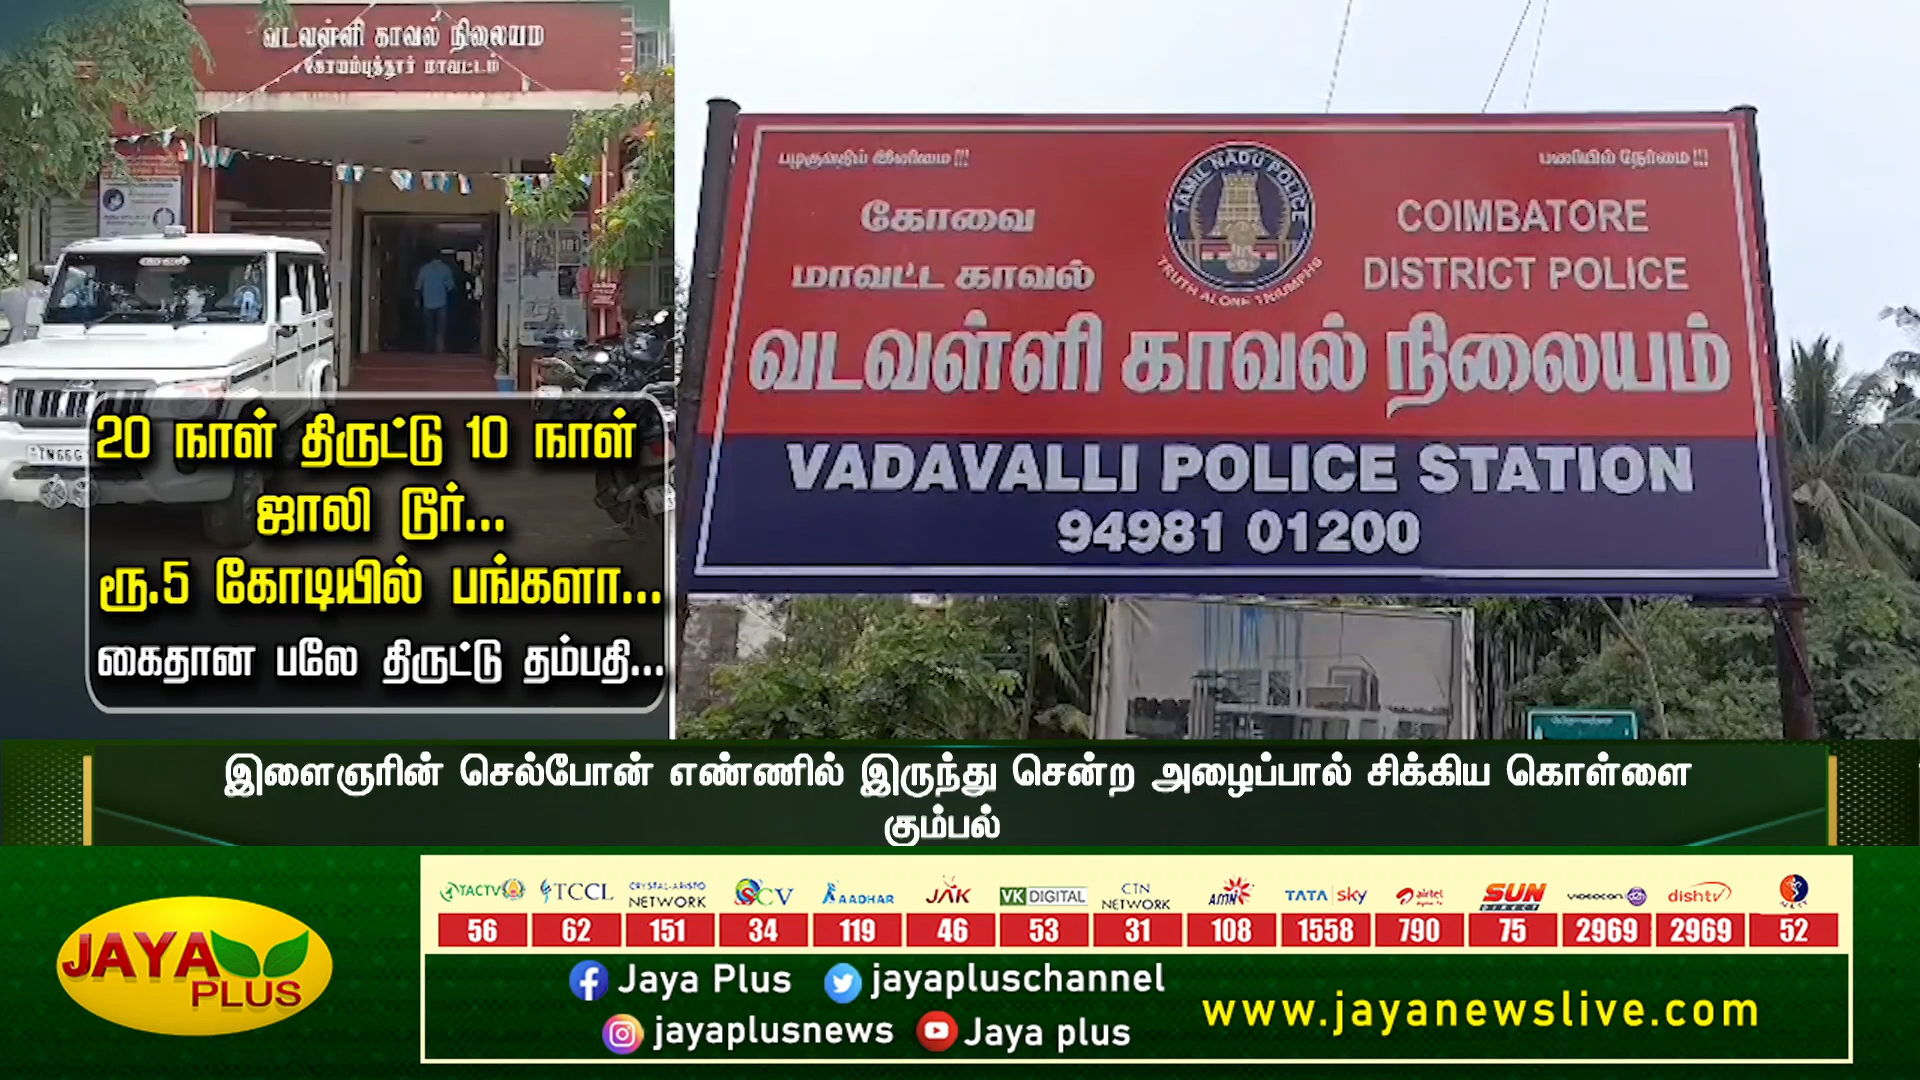 வடவள்ளி காவல் நிலையம்
கோயம்புத்தூர் மாவட்டம்
181
20 நாள் திருட்டு 10 நாள்
ஜாலி டூர்...
ரூ.5 கோடியில் பங்களா...
கைதான பலே திருட்டு தம்பதி...
பழகுவதில் இனிமை !!!
பணியில் நேர்மை !!!
TAMIL NADU POLICE
TRUTH ALONE TRIUMPHS
கோவை
மாவட்ட காவல்
COIMBATORE
DISTRICT POLICE
வடவள்ளி காவல் நிலையம்
VADAVALLI POLICE STATION
94981 01200
இளைஞரின் செல்போன் எண்ணில் இருந்து சென்ற அழைப்பால் சிக்கிய கொள்ளை
கும்பல்
JAYA PLUS
TACTV TCCL CRYSTAL-ARISTO NETWORK SCV AADHAR JAK VK DIGITAL CTN NETWORK AMN TATA sky airtel SUN DIRECT VIDEOCON d2h dishtv
56 62 151 34 119 46 53 31 108 1558 790 75 2969 2969 52
Jaya Plus jayapluschannel
jayaplusnews Jaya plus
www.jayanewslive.com